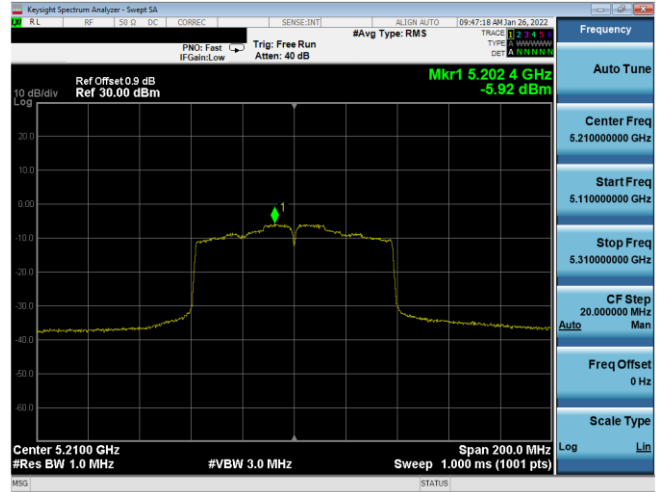 Keysight Spectrum Analyzer - Swept SA
RL RF 50 Ω DC CORREC SENSE:INT ALIGN AUTO 09:47:18 AM Jan 26, 2022
PNO: Fast Trig: Free Run #Avg Type: RMS TRACE 1 2 3 4 5 6
IFGain:Low Atten: 40 dB TYPE A WWWWW
DET A N N N N N
Frequency
Auto Tune
Center Freq
5.210000000 GHz
Start Freq
5.110000000 GHz
Stop Freq
5.310000000 GHz
CF Step
20.000000 MHz
Auto Man
Freq Offset
0 Hz
Scale Type
Log Lin
Mkr1 5.202 4 GHz
-5.92 dBm
Ref Offset 0.9 dB
10 dB/div Ref 30.00 dBm
Log
20.0
10.0
0.00
-10.0
-20.0
-30.0
-40.0
-50.0
-60.0
1
Center 5.2100 GHz Span 200.0 MHz
#Res BW 1.0 MHz #VBW 3.0 MHz Sweep 1.000 ms (1001 pts)
MSG STATUS